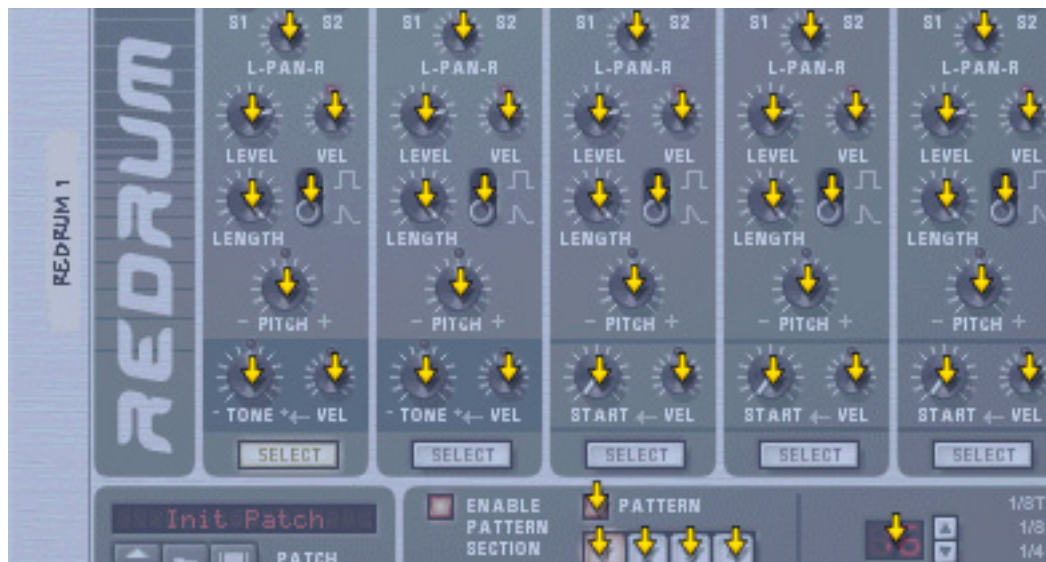 REDRUM 1
REDRUM
S1 S2 S1 S2 S1 S2 S1 S2 S1 S2
L-PAN-R L-PAN-R L-PAN-R L-PAN-R L-PAN-R
LEVEL VEL LEVEL VEL LEVEL VEL LEVEL VEL LEVEL VEL
LENGTH LENGTH LENGTH LENGTH LENGTH
- PITCH + - PITCH + - PITCH + - PITCH + - PITCH +
- TONE + ← VEL - TONE + ← VEL START ← VEL START ← VEL START ← VEL
SELECT SELECT SELECT SELECT SELECT
Init Patch
PATCH
ENABLE
PATTERN
SECTION
PATTERN
1/8T
1/8
1/4